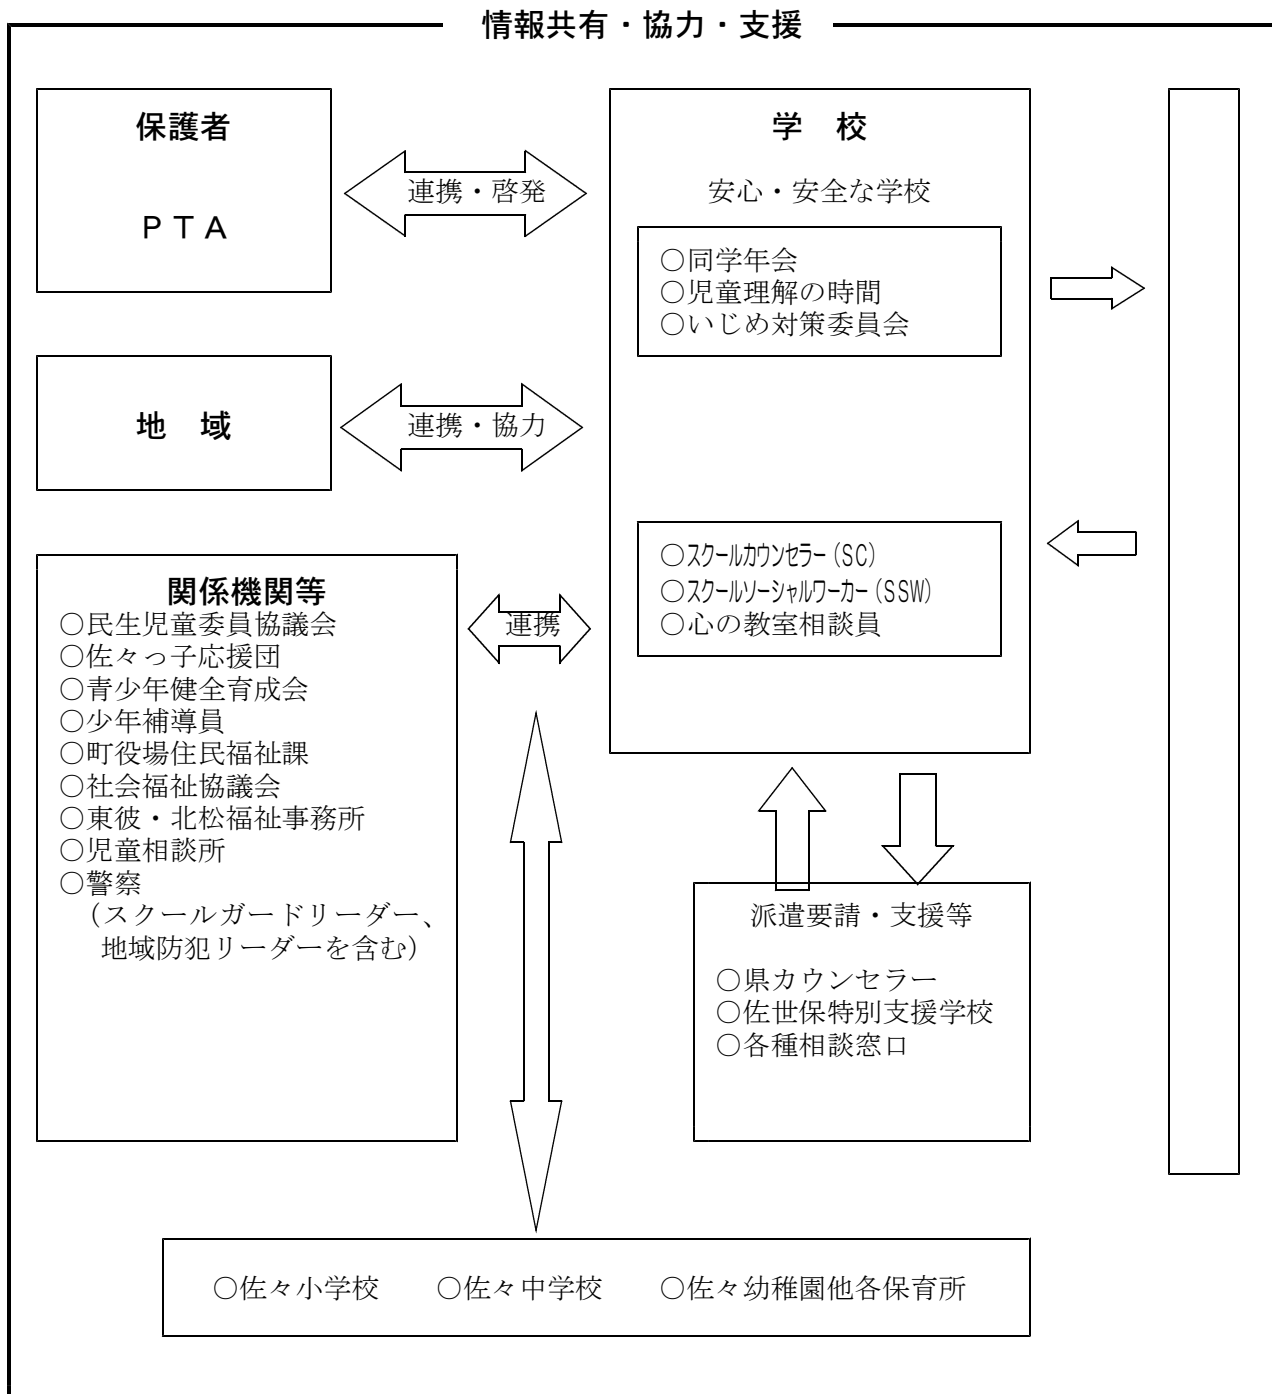 情報共有・協力・支援
保護者
ＰＴＡ
連携・啓発
学　校
安心・安全な学校
○同学年会
○児童理解の時間
○いじめ対策委員会
地　域
連携・協力
○スクールカウンセラー(SC)
○スクールソーシャルワーカー(SSW)
○心の教室相談員
関係機関等
○民生児童委員協議会
○佐々っ子応援団
○青少年健全育成会
○少年補導員
○町役場住民福祉課
○社会福祉協議会
○東彼・北松福祉事務所
○児童相談所
○警察
（スクールガードリーダー、
地域防犯リーダーを含む）
連携
派遣要請・支援等
○県カウンセラー
○佐世保特別支援学校
○各種相談窓口
○佐々小学校　　○佐々中学校　　○佐々幼稚園他各保育所